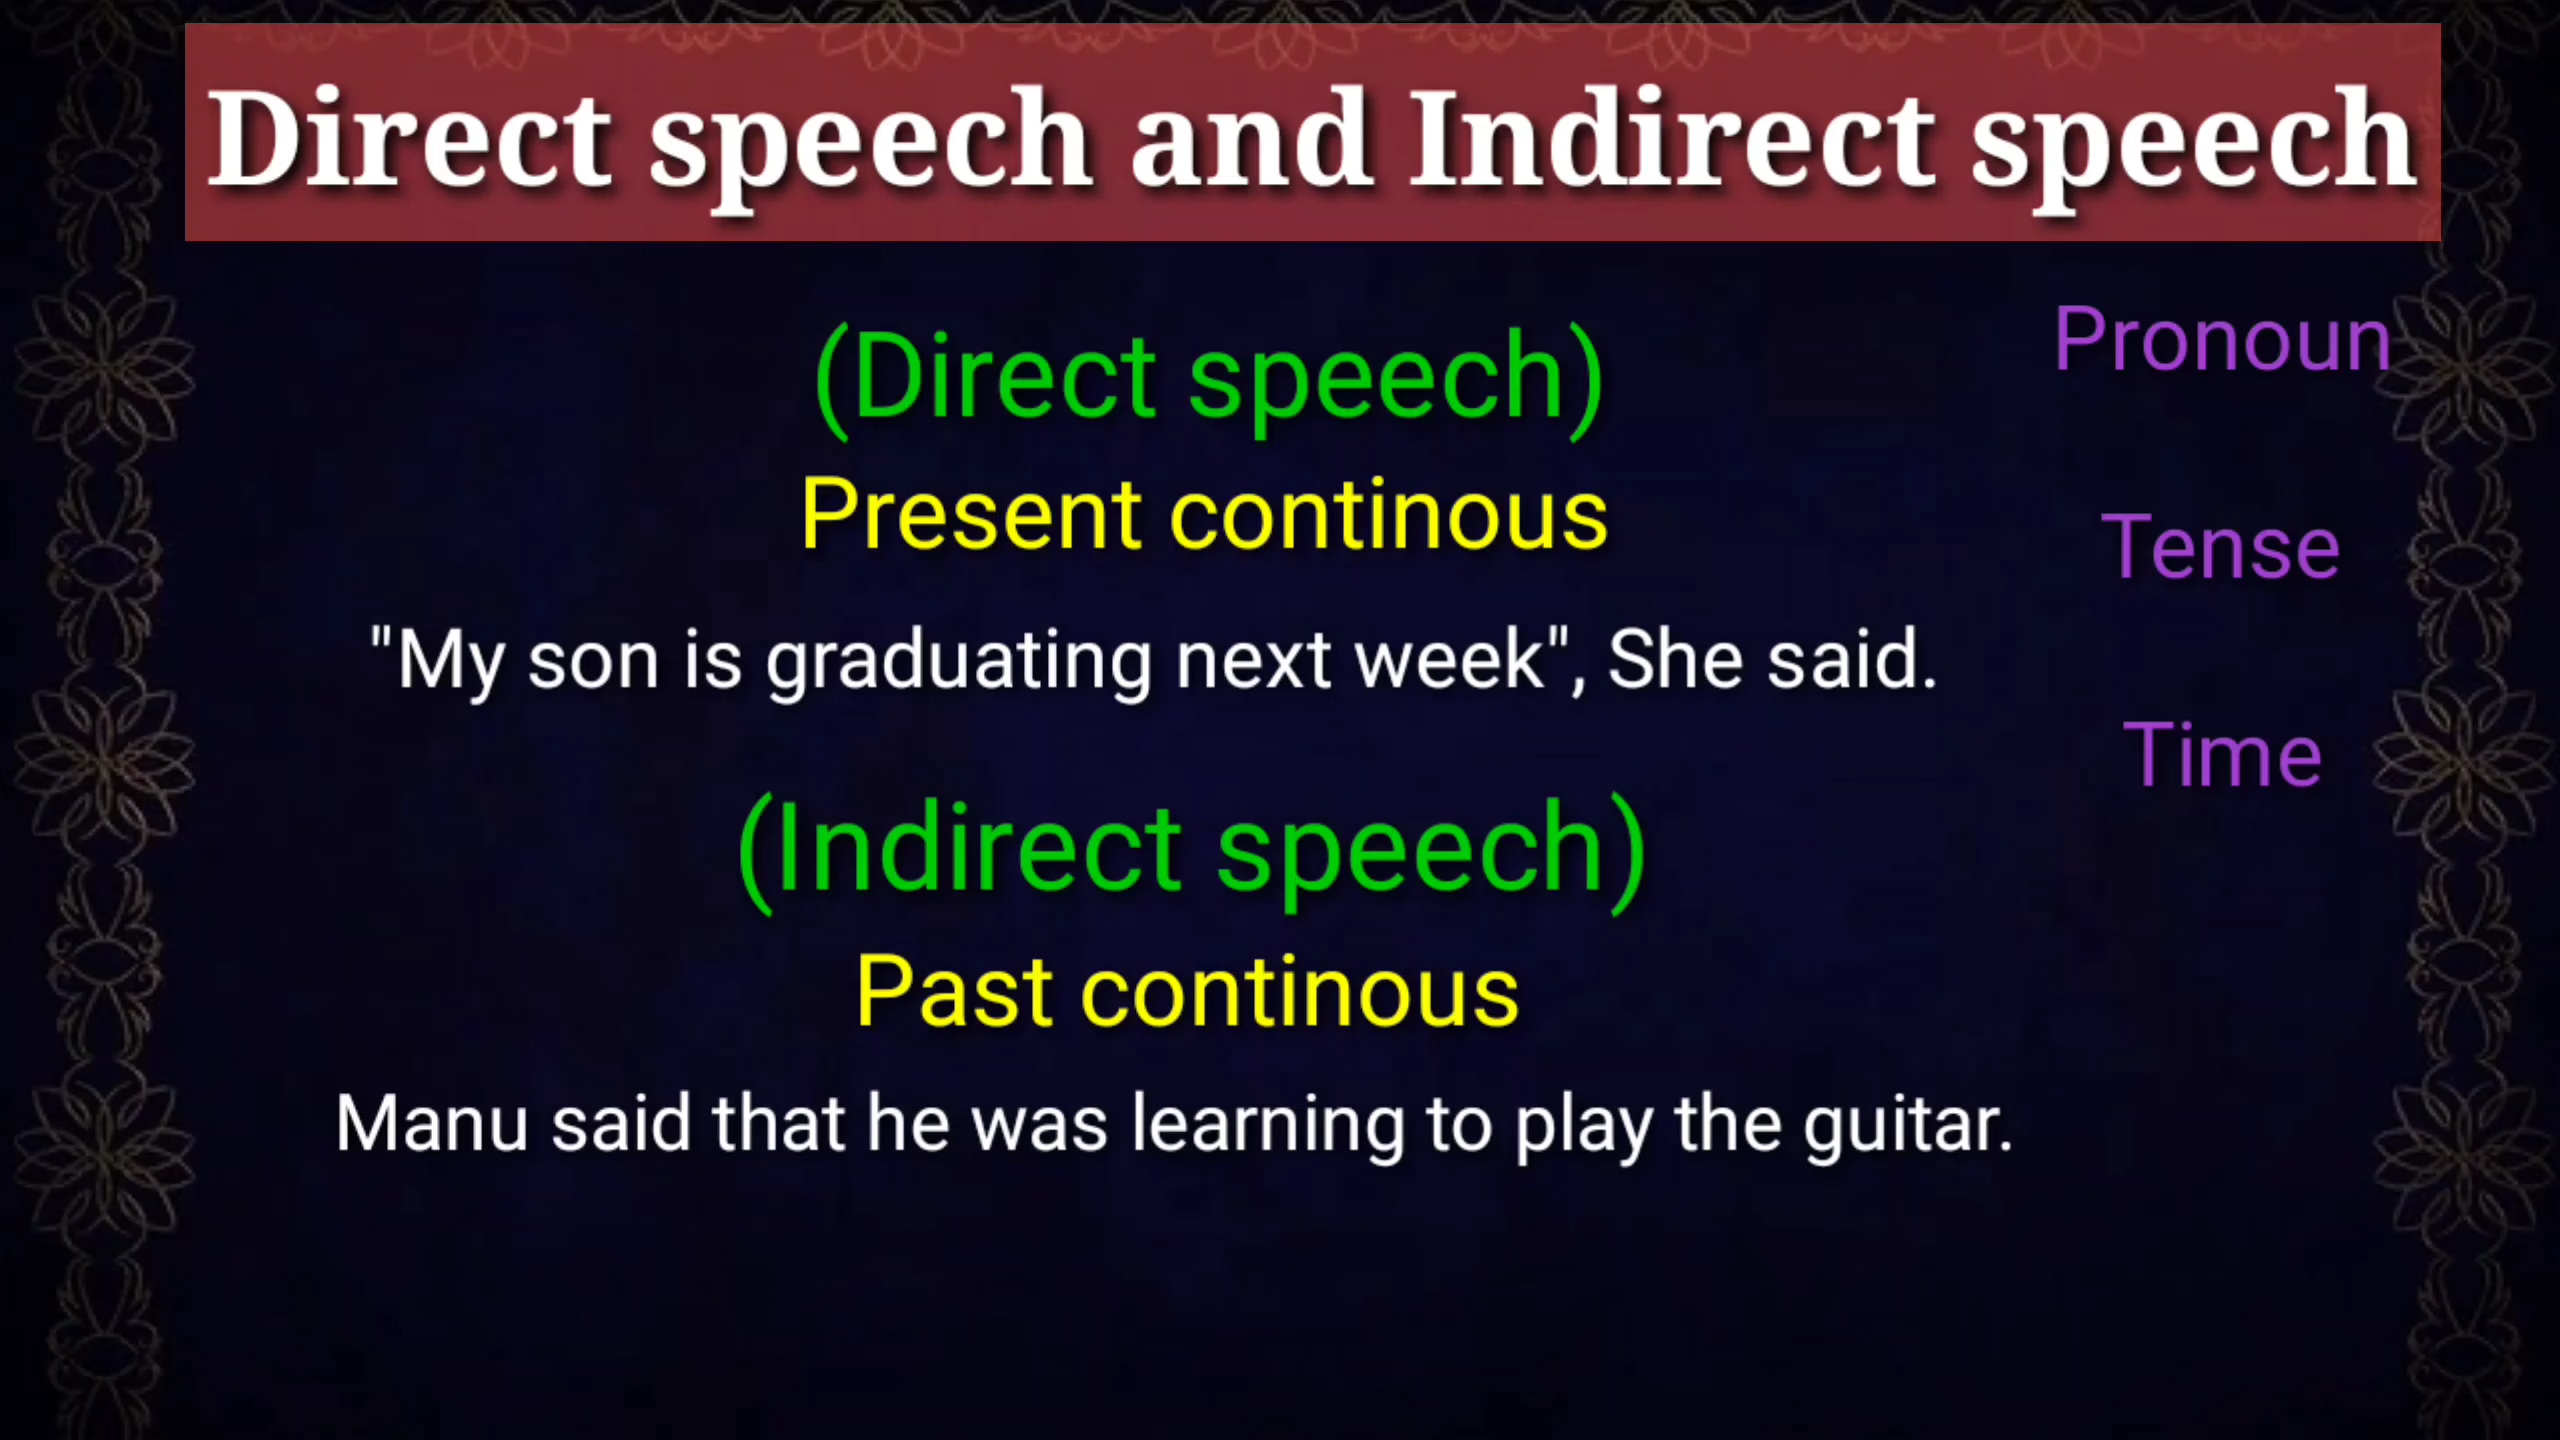 Direct speech and Indirect speech
(Direct speech)
Pronoun
Present continous
Tense
"My son is graduating next week", She said.
Time
(Indirect speech)
Past continous
Manu said that he was learning to play the guitar.